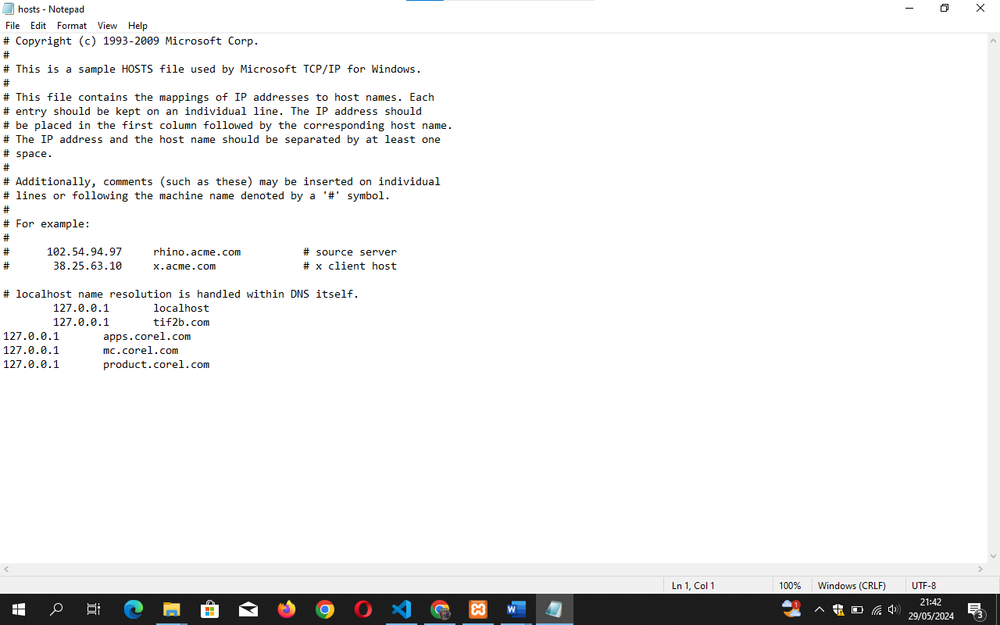 hosts - Notepad
File Edit Format View Help
# Copyright (c) 1993-2009 Microsoft Corp.
#
# This is a sample HOSTS file used by Microsoft TCP/IP for Windows.
#
# This file contains the mappings of IP addresses to host names. Each
# entry should be kept on an individual line. The IP address should
# be placed in the first column followed by the corresponding host name.
# The IP address and the host name should be separated by at least one
# space.
#
# Additionally, comments (such as these) may be inserted on individual
# lines or following the machine name denoted by a '#' symbol.
#
# For example:
#
#      102.54.94.97     rhino.acme.com          # source server
#       38.25.63.10     x.acme.com              # x client host

# localhost name resolution is handled within DNS itself.
        127.0.0.1       localhost
        127.0.0.1       tif2b.com
127.0.0.1       apps.corel.com
127.0.0.1       mc.corel.com
127.0.0.1       product.corel.com
Ln 1, Col 1 100% Windows (CRLF) UTF-8
1
21:42
29/05/2024
3